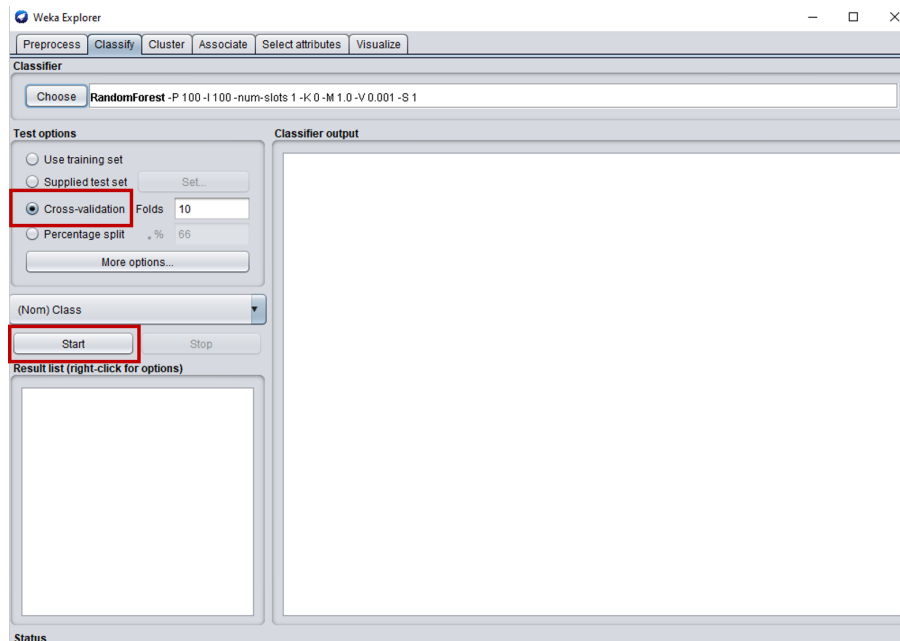 Weka Explorer
Preprocess Classify Cluster Associate Select attributes Visualize
Classifier
Choose RandomForest -P 100 -I 100 -num-slots 1 -K 0 -M 1.0 -V 0.001 -S 1
Test options
Use training set
Supplied test set Set...
Cross-validation Folds 10
Percentage split % 66
More options...
(Nom) Class
Start Stop
Result list (right-click for options)
Classifier output
Status